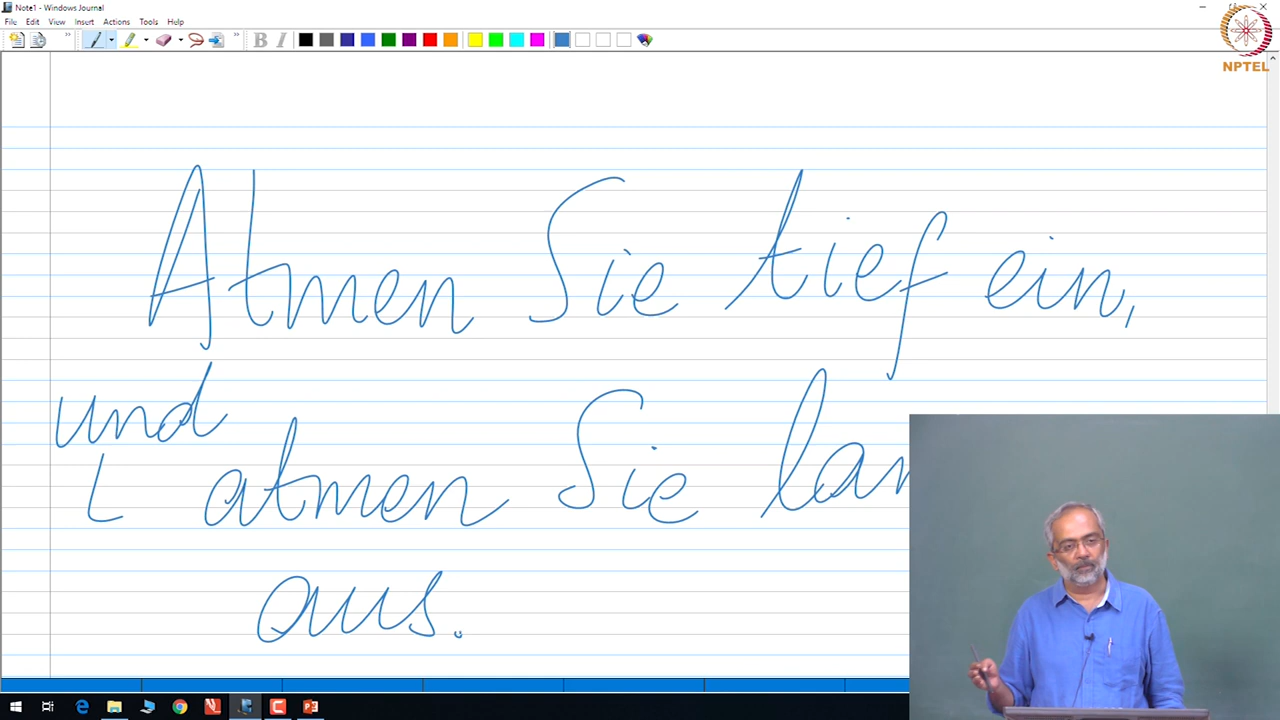 Note1 - Windows Journal
File Edit View Insert Actions Tools Help
B I
NPTEL
Atmen Sie tief ein,
und
atmen Sie lan
aus.